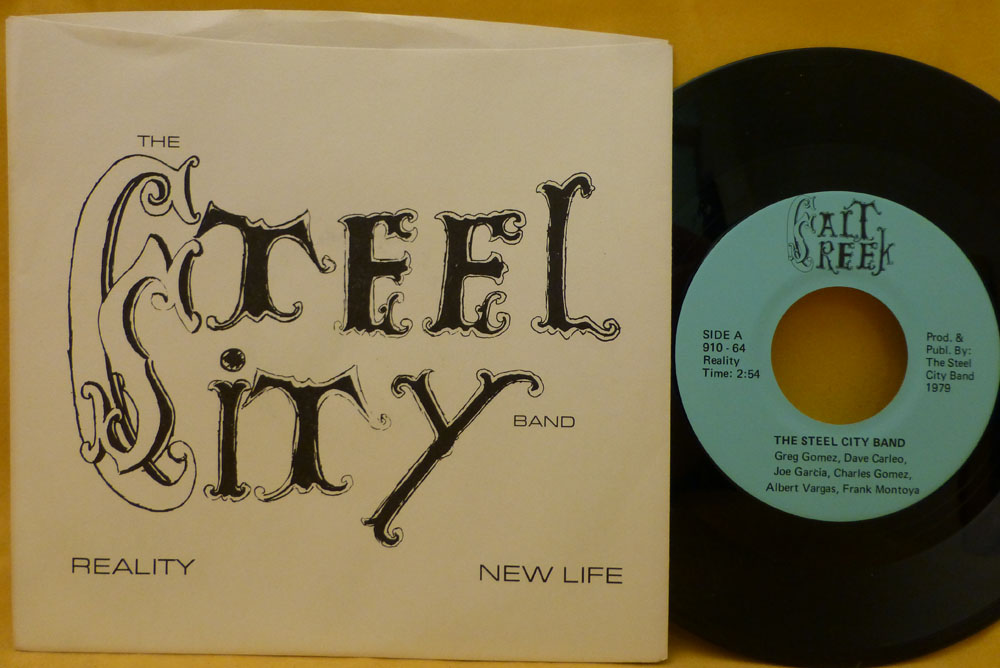 THE
STEEL
CITY
BAND
REALITY
NEW LIFE
SALT
CREEK
SIDE A
910 - 64
Reality
Time: 2:54
Prod. &
Publ. By:
The Steel
City Band
1979
THE STEEL CITY BAND
Greg Gomez, Dave Carleo,
Joe Garcia, Charles Gomez,
Albert Vargas, Frank Montoya